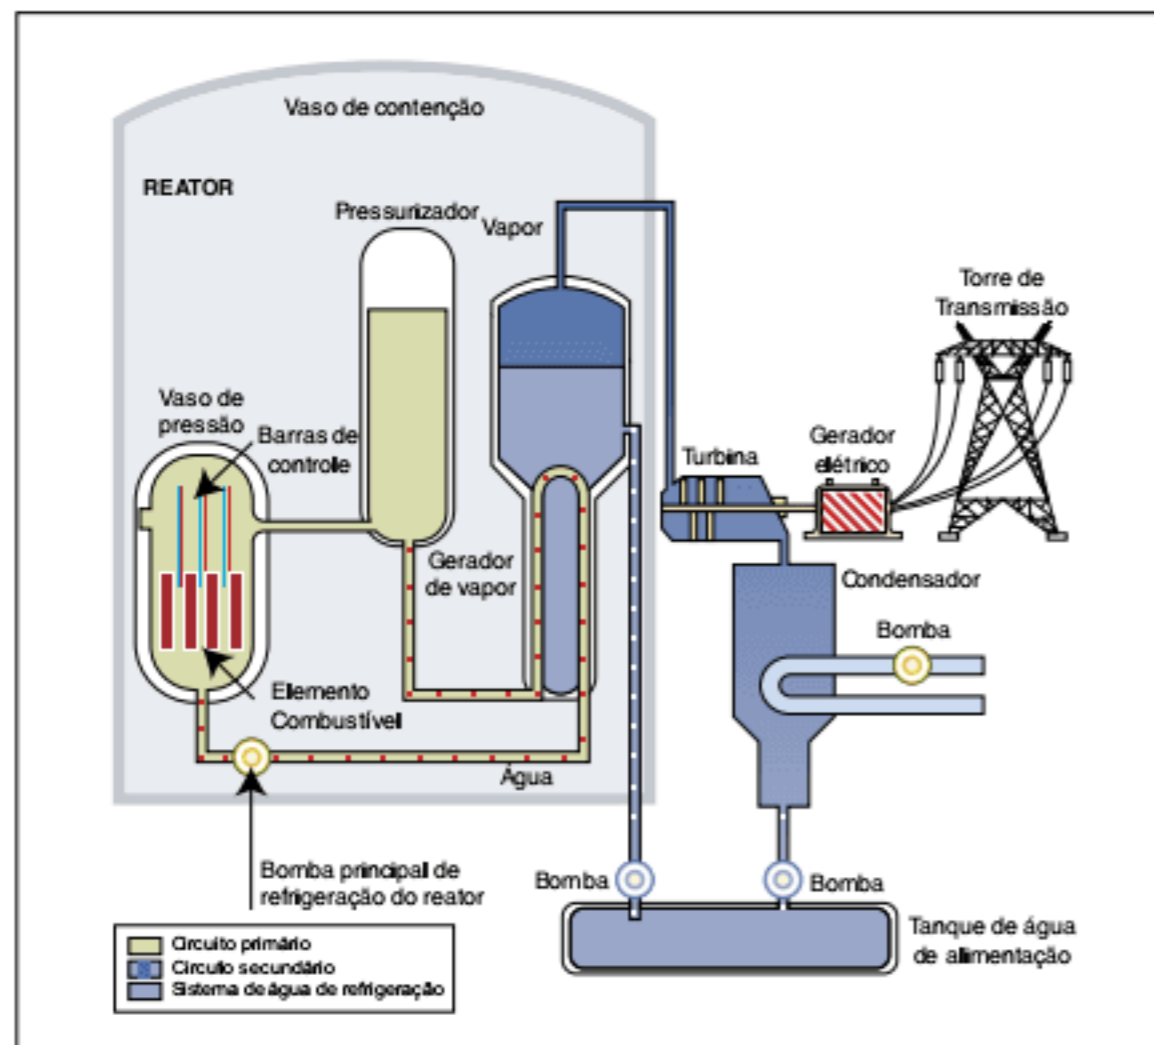 Vaso de contenção
REATOR
Pressurizador
Vapor
Torre de
Transmissão
Vaso de
pressão
Barras de
controle
Turbina
Gerador
elétrico
Gerador
de vapor
Condensador
Bomba
Elemento
Combustível
Água
Bomba principal de
refrigeração do reator
Bomba
Bomba
Tanque de água
de alimentação
Circuito primário
Circuito secundário
Sistema de água de refrigeração